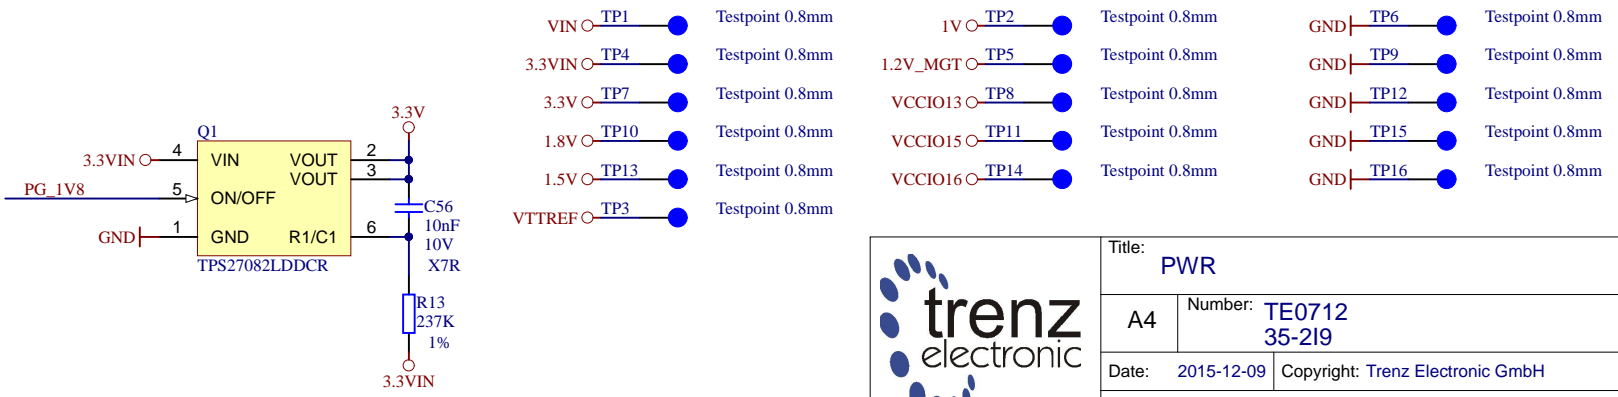 VIN TP1 Testpoint 0.8mm
1V TP2 Testpoint 0.8mm
GND TP6 Testpoint 0.8mm
3.3VIN TP4 Testpoint 0.8mm
1.2V_MGT TP5 Testpoint 0.8mm
GND TP9 Testpoint 0.8mm
3.3V TP7 Testpoint 0.8mm
VCCIO13 TP8 Testpoint 0.8mm
GND TP12 Testpoint 0.8mm
1.8V TP10 Testpoint 0.8mm
VCCIO15 TP11 Testpoint 0.8mm
GND TP15 Testpoint 0.8mm
1.5V TP13 Testpoint 0.8mm
VCCIO16 TP14 Testpoint 0.8mm
GND TP16 Testpoint 0.8mm
VTTREF TP3 Testpoint 0.8mm
3.3V
Q1
3.3VIN 4 VIN VOUT 2
VOUT 3
PG_1V8 5 ON/OFF
GND 1 GND R1/C1 6
TPS27082LDDCR
C56
10nF
10V
X7R
R13
237K
1%
3.3VIN
trenz
electronic
Title:
PWR
A4
Number: TE0712
35-2I9
Date: 2015-12-09
Copyright: Trenz Electronic GmbH